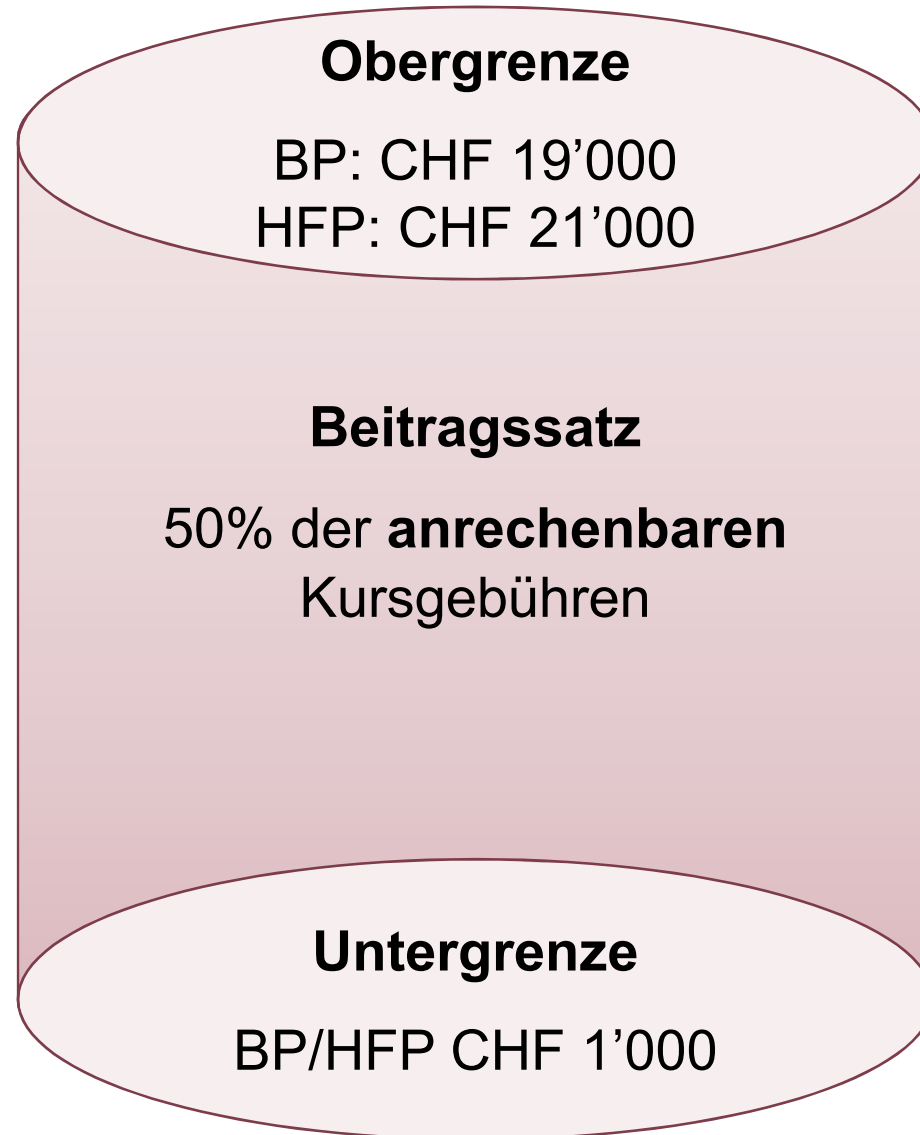 Obergrenze
BP: CHF 19’000
HFP: CHF 21’000
Beitragssatz
50% der anrechenbaren
Kursgebühren
Untergrenze
BP/HFP CHF 1’000